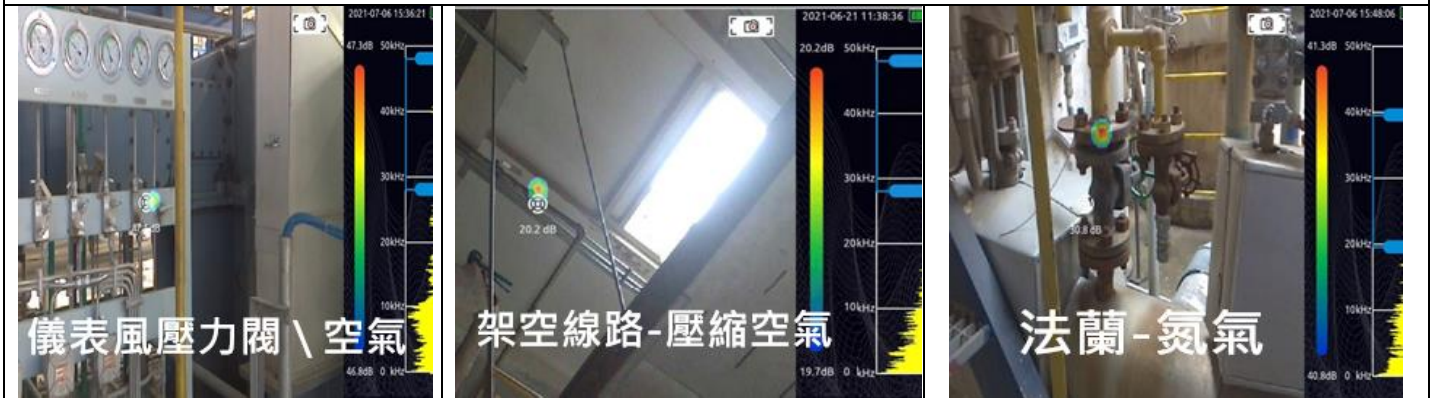 2021-07-06 15:36:21
47.3dB 50kHz
40kHz
30kHz
20kHz
10kHz
46.8dB 0 kHz
儀表風壓力閥 \ 空氣
2021-06-21 11:38:36
20.2dB 50kHz
40kHz
30kHz
20.2 dB
20kHz
10kHz
19.7dB 0 kHz
架空線路-壓縮空氣
2021-07-06 15:48:06
41.3dB 50kHz
40kHz
30kHz
30.8 dB
20kHz
10kHz
40.8dB 0 kHz
法蘭-氮氣